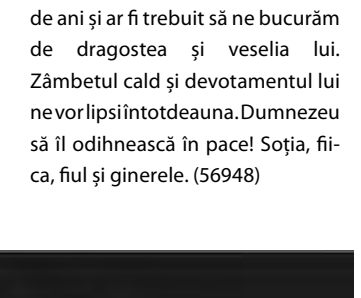 de ani și ar fi trebuit să ne bucurăm
de dragostea și veselia lui.
Zâmbetul cald și devotamentul lui
ne vor lipsi întotdeauna. Dumnezeu
să îl odihnească în pace! Soția, fii-
ca, fiul și ginerele. (56948)